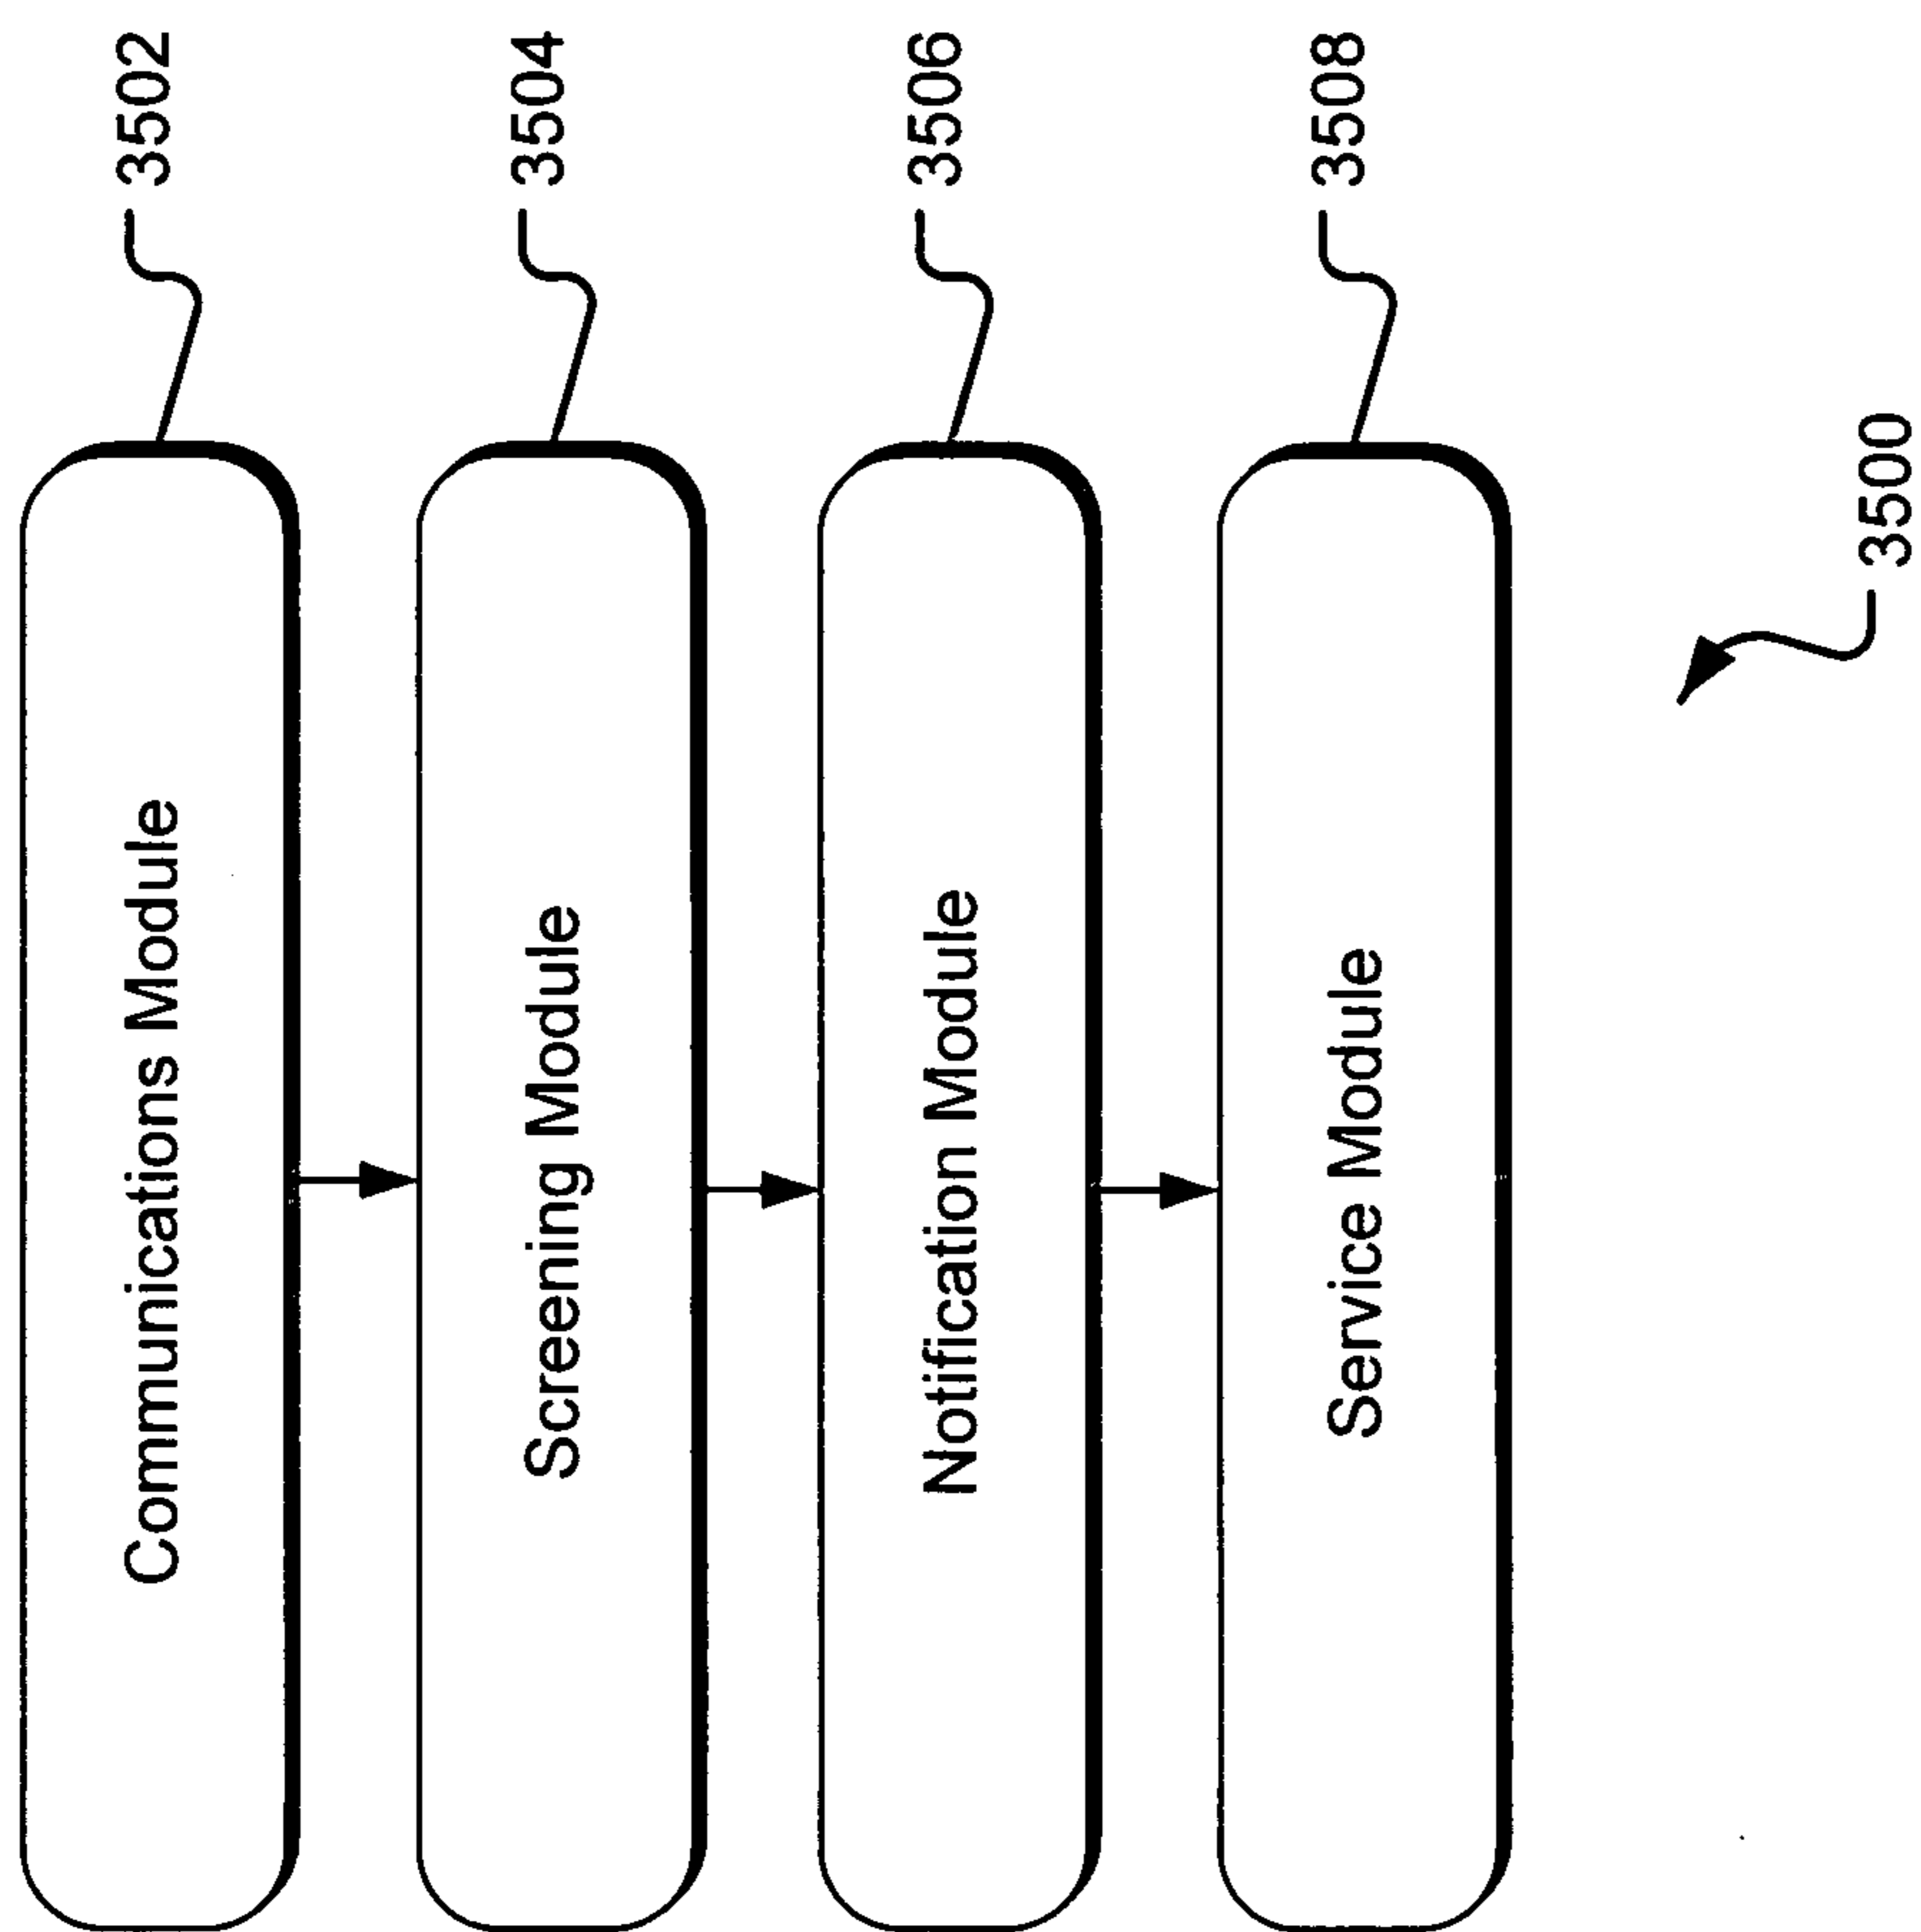 Communications Module
3502
Screening Module
3504
Notification Module
3506
Service Module
3508
3500